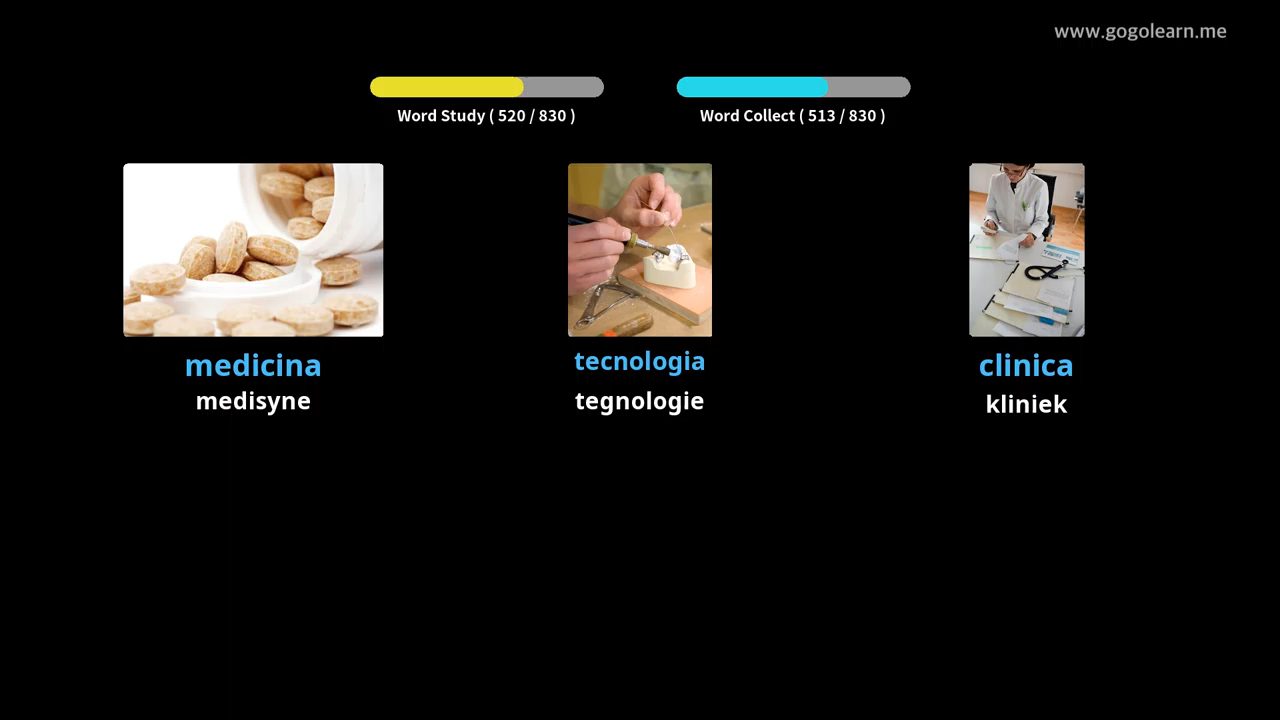 www.gogolearn.me
Word Study ( 520 / 830 )
Word Collect ( 513 / 830 )
medicina
medisyne
tecnologia
tegnologie
clinica
kliniek